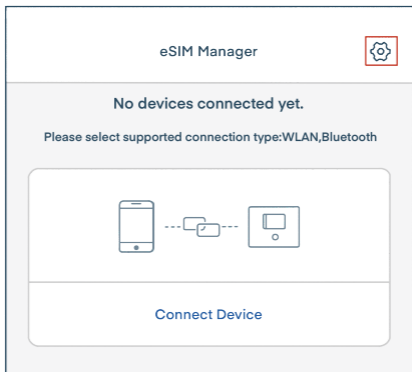 eSIM Manager
No devices connected yet.
Please select supported connection type:WLAN,Bluetooth
Connect Device